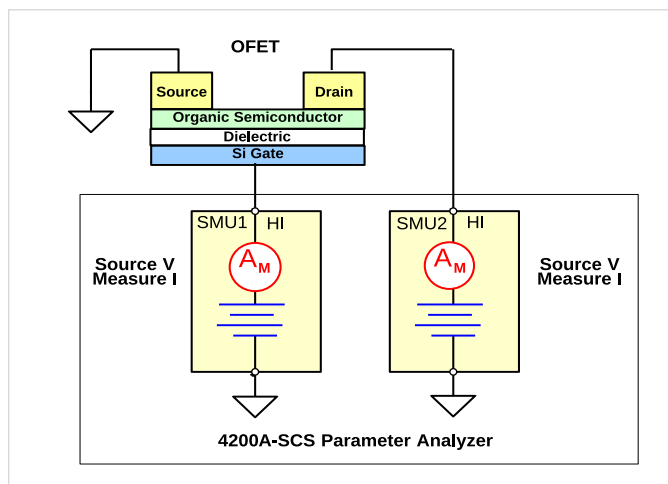 OFET
Source
Drain
Organic Semiconductor
Dielectric
Si Gate
SMU1 HI
SMU2 HI
AM
AM
Source V
Measure I
Source V
Measure I
4200A-SCS Parameter Analyzer